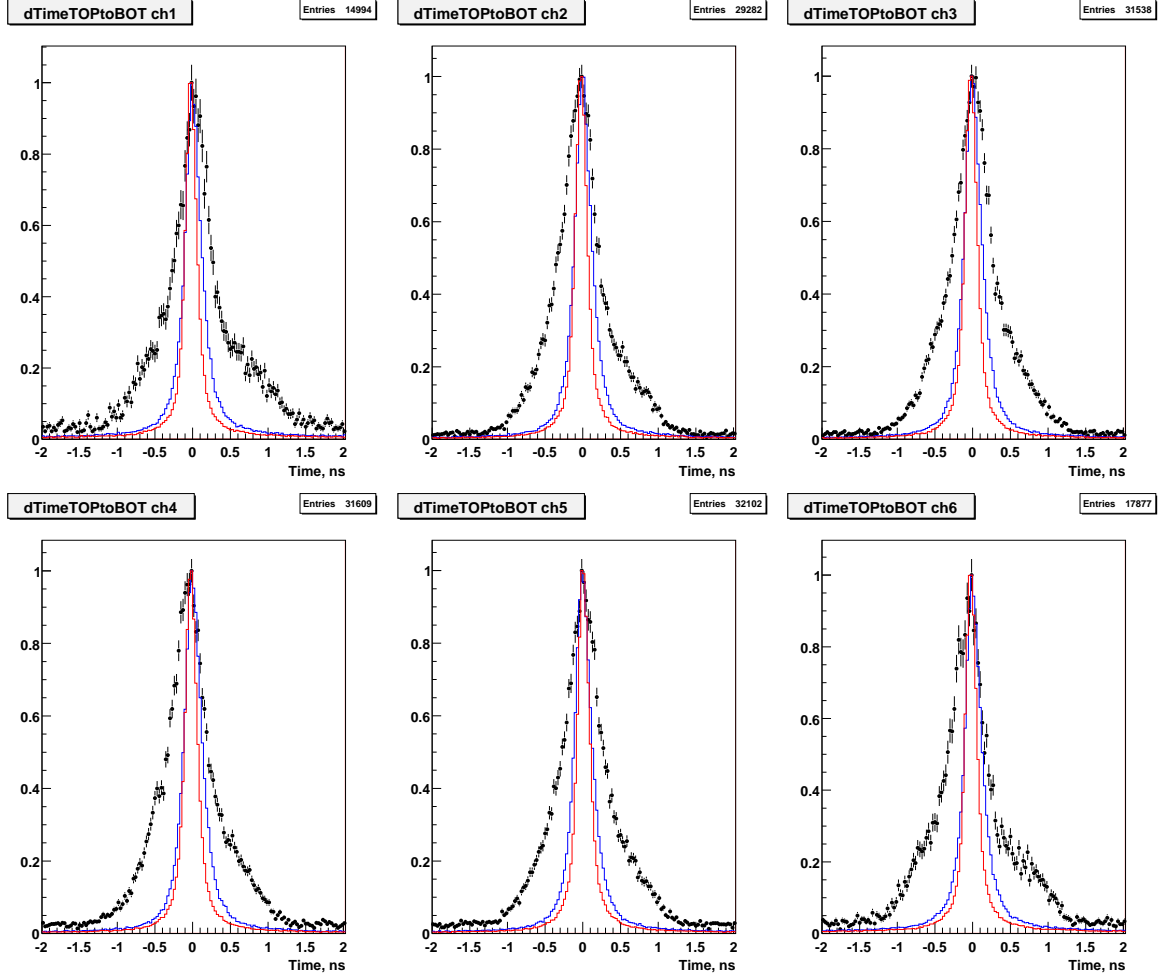 dTimeTOPtoBOT ch1
Entries 14994
dTimeTOPtoBOT ch2
Entries 29282
dTimeTOPtoBOT ch3
Entries 31538
1
0.8
0.6
0.4
0.2
0
-2 -1.5 -1 -0.5 0 0.5 1 1.5 2
Time, ns
1
0.8
0.6
0.4
0.2
0
-2 -1.5 -1 -0.5 0 0.5 1 1.5 2
Time, ns
1
0.8
0.6
0.4
0.2
0
-2 -1.5 -1 -0.5 0 0.5 1 1.5 2
Time, ns
dTimeTOPtoBOT ch4
Entries 31609
dTimeTOPtoBOT ch5
Entries 32102
dTimeTOPtoBOT ch6
Entries 17877
1
0.8
0.6
0.4
0.2
0
-2 -1.5 -1 -0.5 0 0.5 1 1.5 2
Time, ns
1
0.8
0.6
0.4
0.2
0
-2 -1.5 -1 -0.5 0 0.5 1 1.5 2
Time, ns
1
0.8
0.6
0.4
0.2
0
-2 -1.5 -1 -0.5 0 0.5 1 1.5 2
Time, ns